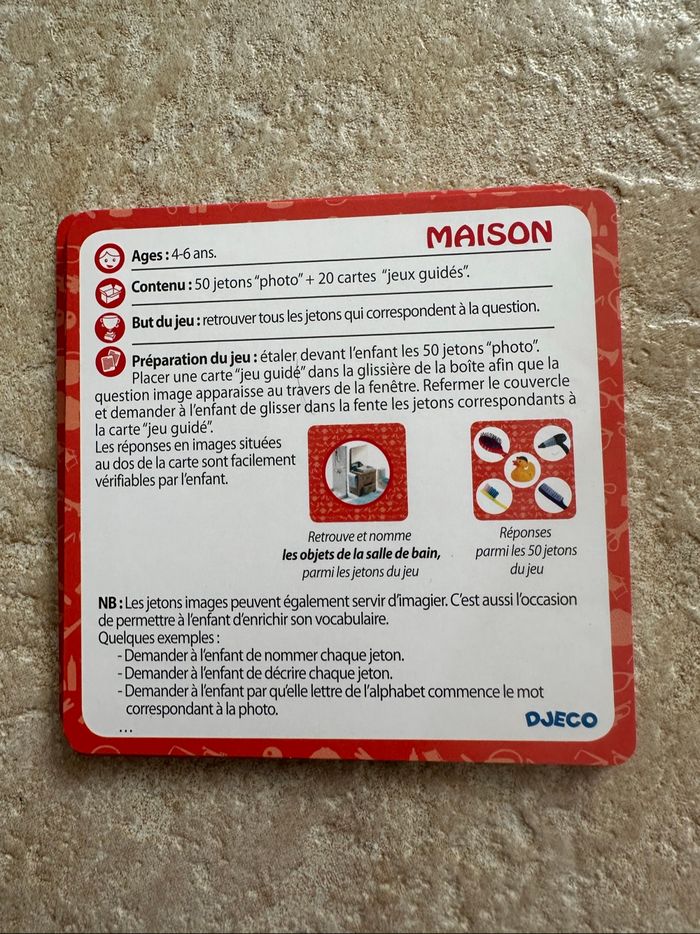 MAISON
Ages : 4-6 ans.
Contenu : 50 jetons "photo" + 20 cartes "jeux guidés".
But du jeu : retrouver tous les jetons qui correspondent à la question.
Préparation du jeu : étaler devant l'enfant les 50 jetons "photo".
Placer une carte "jeu guidé" dans la glissière de la boîte afin que la
question image apparaisse au travers de la fenêtre. Refermer le couvercle
et demander à l'enfant de glisser dans la fente les jetons correspondants à
la carte "jeu guidé".
Les réponses en images situées
au dos de la carte sont facilement
vérifiables par l'enfant.
Retrouve et nomme
les objets de la salle de bain,
parmi les jetons du jeu
Réponses
parmi les 50 jetons
du jeu
NB : Les jetons images peuvent également servir d'imagier. C'est aussi l'occasion
de permettre à l'enfant d'enrichir son vocabulaire.
Quelques exemples :
- Demander à l'enfant de nommer chaque jeton.
- Demander à l'enfant de décrire chaque jeton.
- Demander à l'enfant par qu'elle lettre de l'alphabet commence le mot
correspondant à la photo.
...
DJECO